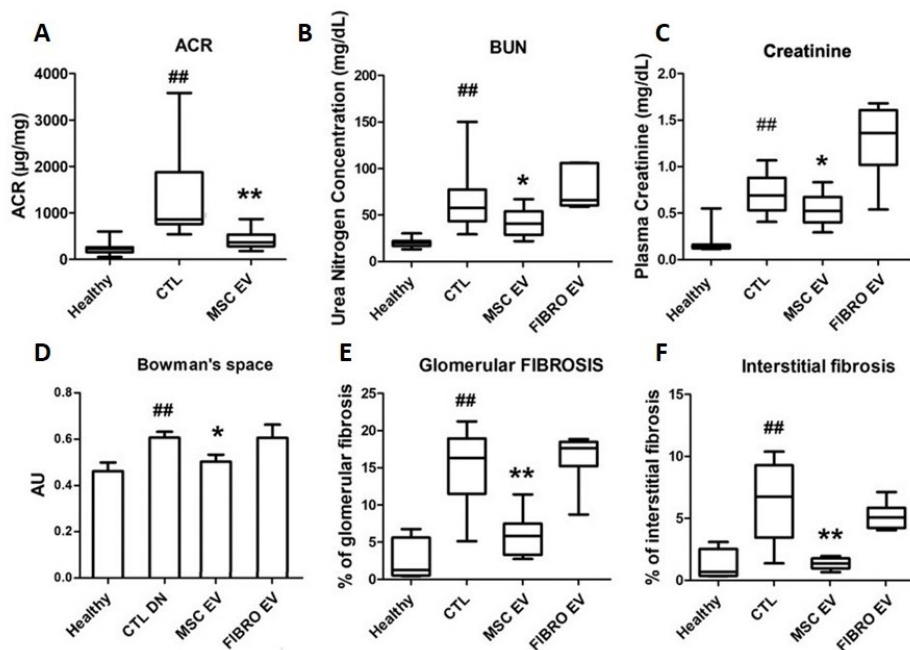 A
ACR
ACR (µg/mg)
4000
3000
2000
1000
0
##
**
Healthy
CTL
MSC EV
B
BUN
Urea Nitrogen Concentration (mg/dL)
200
150
100
50
0
##
*
Healthy
CTL
MSC EV
FIBRO EV
C
Creatinine
Plasma Creatinine (mg/dL)
2.0
1.5
1.0
0.5
0.0
##
*
Healthy
CTL
MSC EV
FIBRO EV
D
Bowman's space
AU
0.8
0.6
0.4
0.2
0.0
##
*
Healthy
CTL DN
MSC EV
FIBRO EV
E
Glomerular FIBROSIS
% of glomerular fibrosis
25
20
15
10
5
0
##
**
Healthy
CTL
MSC EV
FIBRO EV
F
Interstitial fibrosis
% of interstitial fibrosis
15
10
5
0
##
**
Healthy
CTL
MSC EV
FIBRO EV